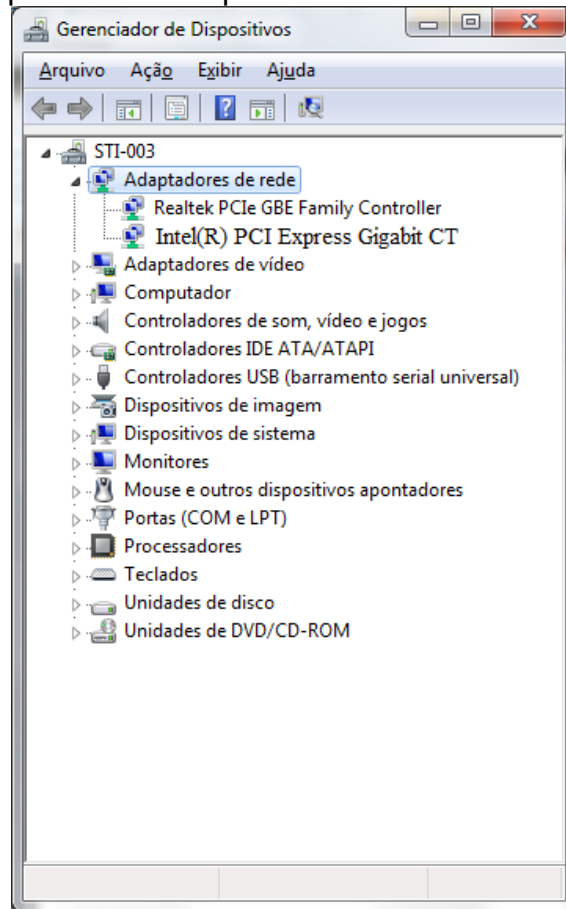 Gerenciador de Dispositivos
Arquivo Ação Exibir Ajuda
STI-003
Adaptadores de rede
Realtek PCIe GBE Family Controller
Intel(R) PCI Express Gigabit CT
Adaptadores de vídeo
Computador
Controladores de som, vídeo e jogos
Controladores IDE ATA/ATAPI
Controladores USB (barramento serial universal)
Dispositivos de imagem
Dispositivos de sistema
Monitores
Mouse e outros dispositivos apontadores
Portas (COM e LPT)
Processadores
Teclados
Unidades de disco
Unidades de DVD/CD-ROM